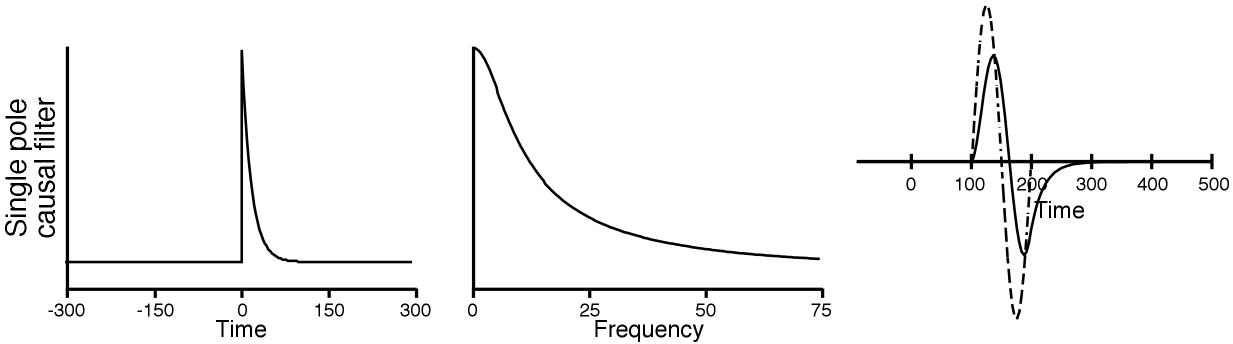 Single pole
causal filter
-300 -150 0 150 300
Time
0 25 50 75
Frequency
0 100 200 300 400 500
Time